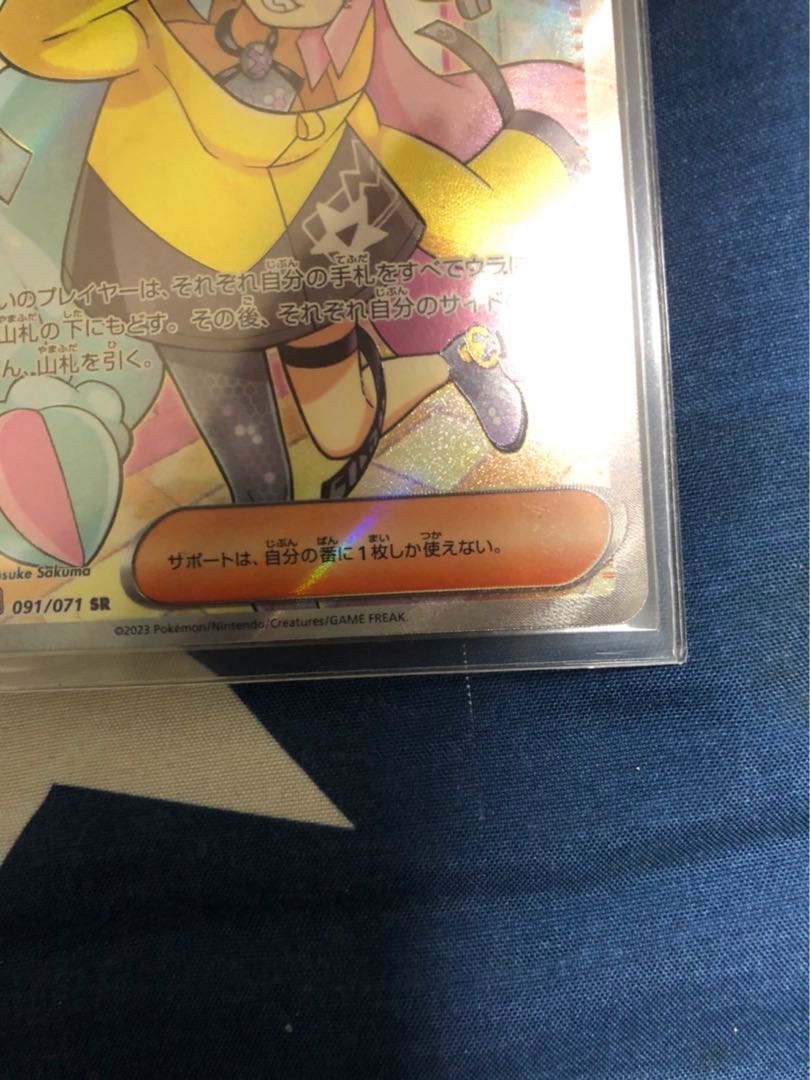 いのプレイヤーは、それぞれ自分の手札をすべてウラに
山札の下にもどす。その後、それぞれ自分のサイドの
ん、山札を引く。
サポートは、自分の番に1枚しか使えない。
suke Sakuma
091/071 SR
©2023 Pokémon/Nintendo/Creatures/GAME FREAK.